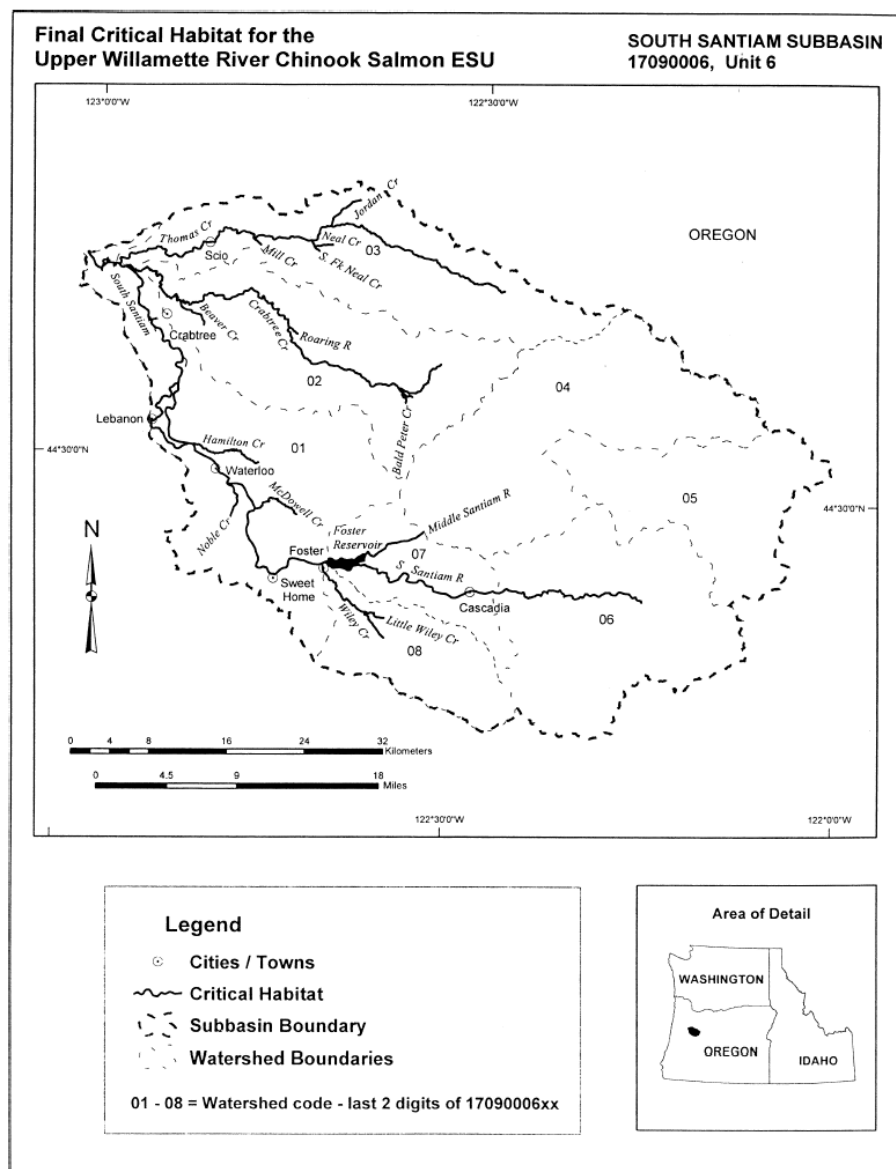 Final Critical Habitat for the
Upper Willamette River Chinook Salmon ESU
SOUTH SANTIAM SUBBASIN
17090006, Unit 6
123°0'0"W
122°30'0"W
OREGON
Jordan Cr
Thomas Cr
Neal Cr
03
Scio
Mill Cr
S. Fk Neal Cr
South Santiam
Crabtree
Beaver Cr
Crabtree Cr
Roaring R
02
04
Lebanon
Bald Peter Cr
44°30'0"N
Hamilton Cr
01
Waterloo
05
44°30'0"N
McDowell Cr
Noble Cr
N
Foster
Reservoir
Middle Santiam R
Foster
07
S. Santiam R
Sweet
Home
Cascadia
06
Wiley Cr
Little Wiley Cr
08
0 4 8 16 24 32
Kilometers
0 4.5 9 18
Miles
122°30'0"W
122°0'0"W
Legend
Cities / Towns
Critical Habitat
Subbasin Boundary
Watershed Boundaries
01 - 08 = Watershed code - last 2 digits of 17090006xx
Area of Detail
WASHINGTON
OREGON
IDAHO